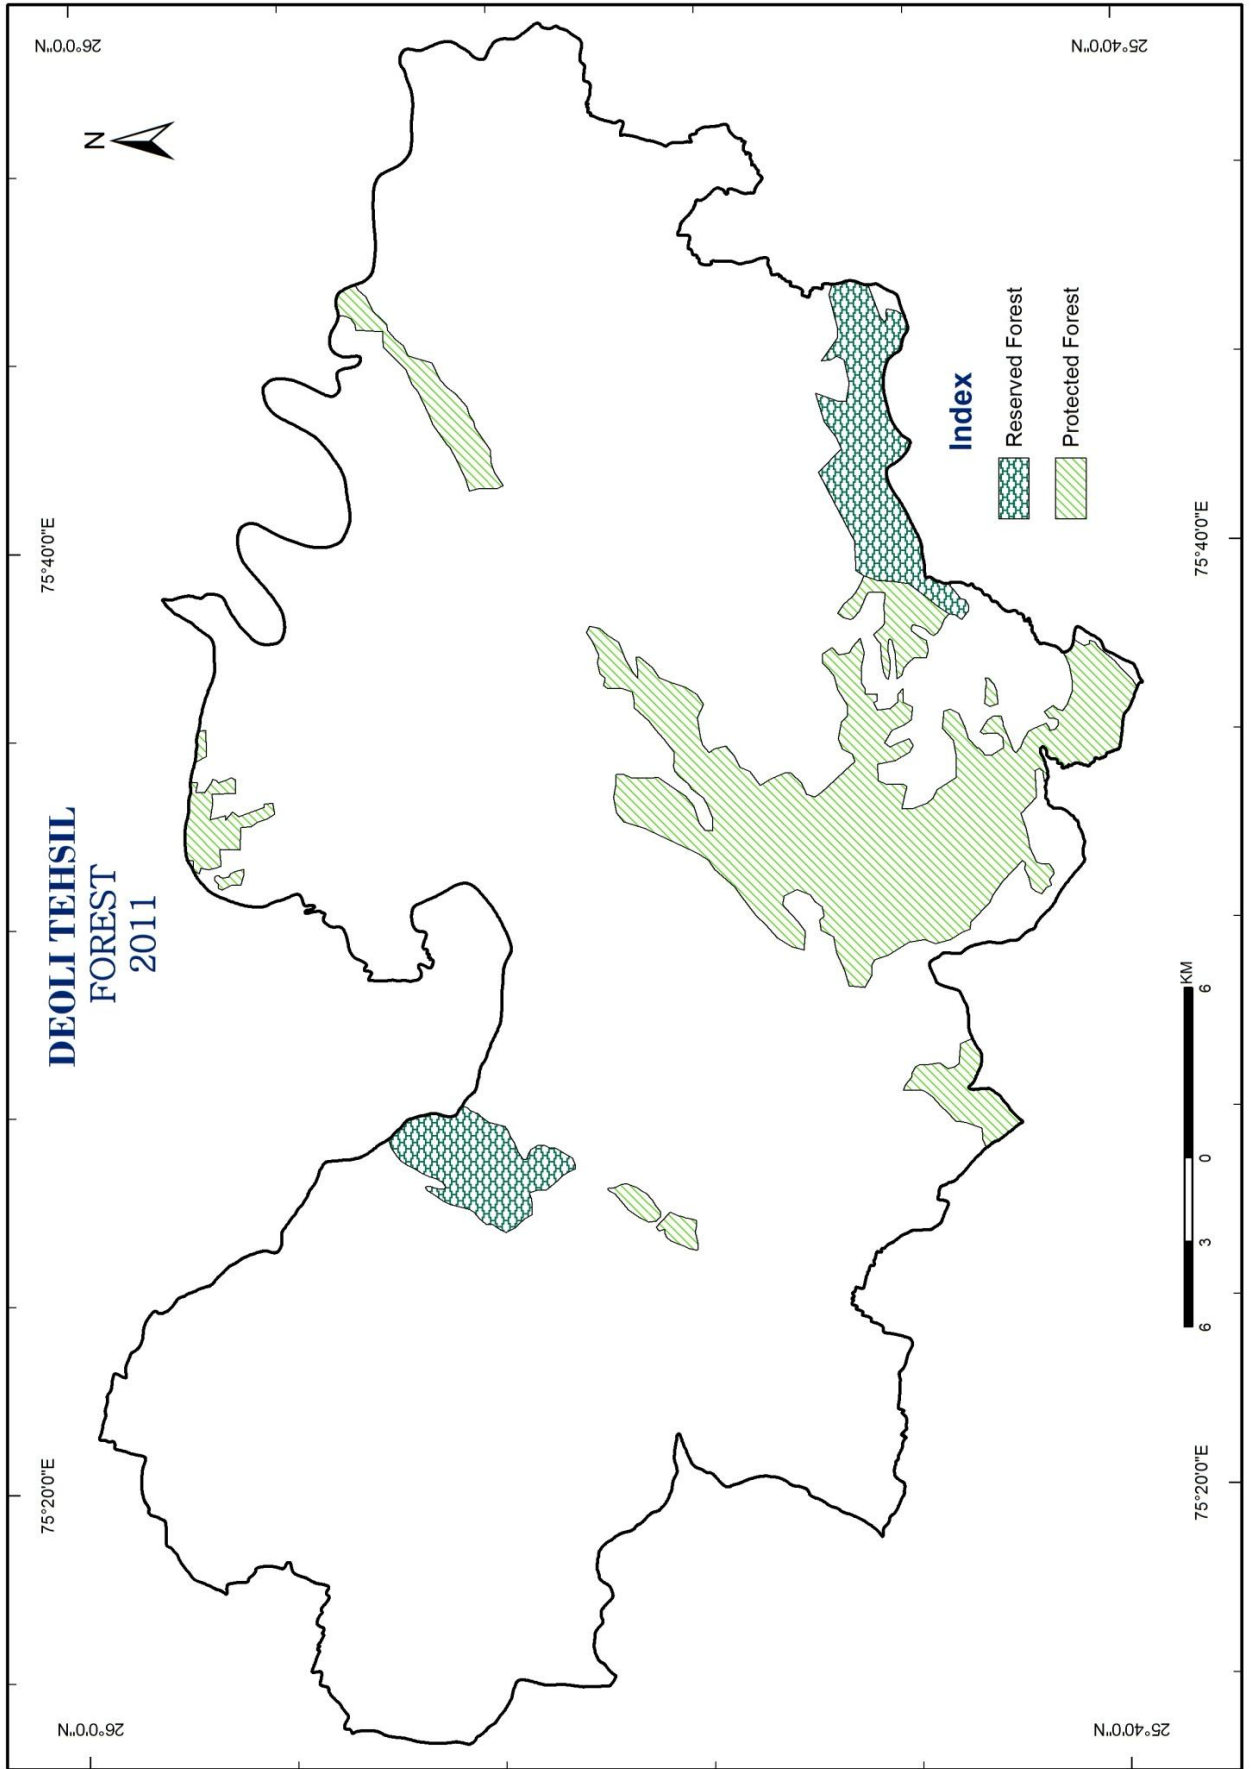 DEOLI TEHSIL
FOREST
2011
N
26°0'0"N
26°0'0"N
75°20'0"E
75°40'0"E
Index
Reserved Forest
Protected Forest
6 3 0 6
KM
75°20'0"E
75°40'0"E
25°40'0"N
25°40'0"N